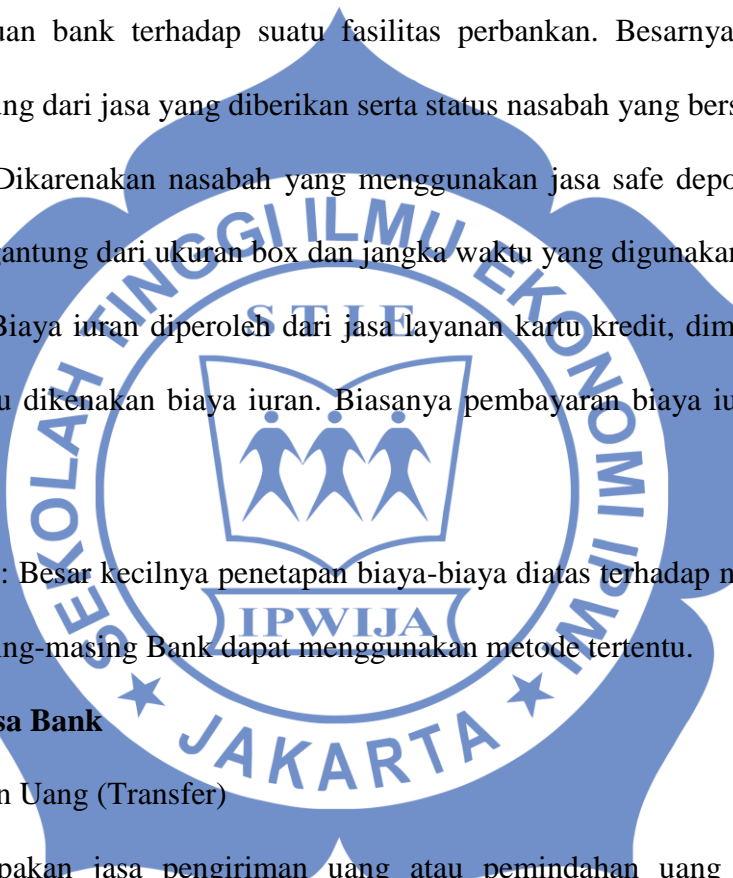 uan bank terhadap suatu fasilitas perbankan. Besarnya
ung dari jasa yang diberikan serta status nasabah yang bers
Dikarenakan nasabah yang menggunakan jasa safe depo
gantung dari ukuran box dan jangka waktu yang digunakan
Biaya iuran diperoleh dari jasa layanan kartu kredit, dim
u dikenakan biaya iuran. Biasanya pembayaran biaya iu
: Besar kecilnya penetapan biaya-biaya diatas terhadap n
ing-masing Bank dapat menggunakan metode tertentu.
sa Bank
n Uang (Transfer)
pakan jasa pengiriman uang atau pemindahan uang
SEKOLAH TINGGI ILMU EKONOMI IPWI
STIE
IPWIJA
★ JAKARTA ★